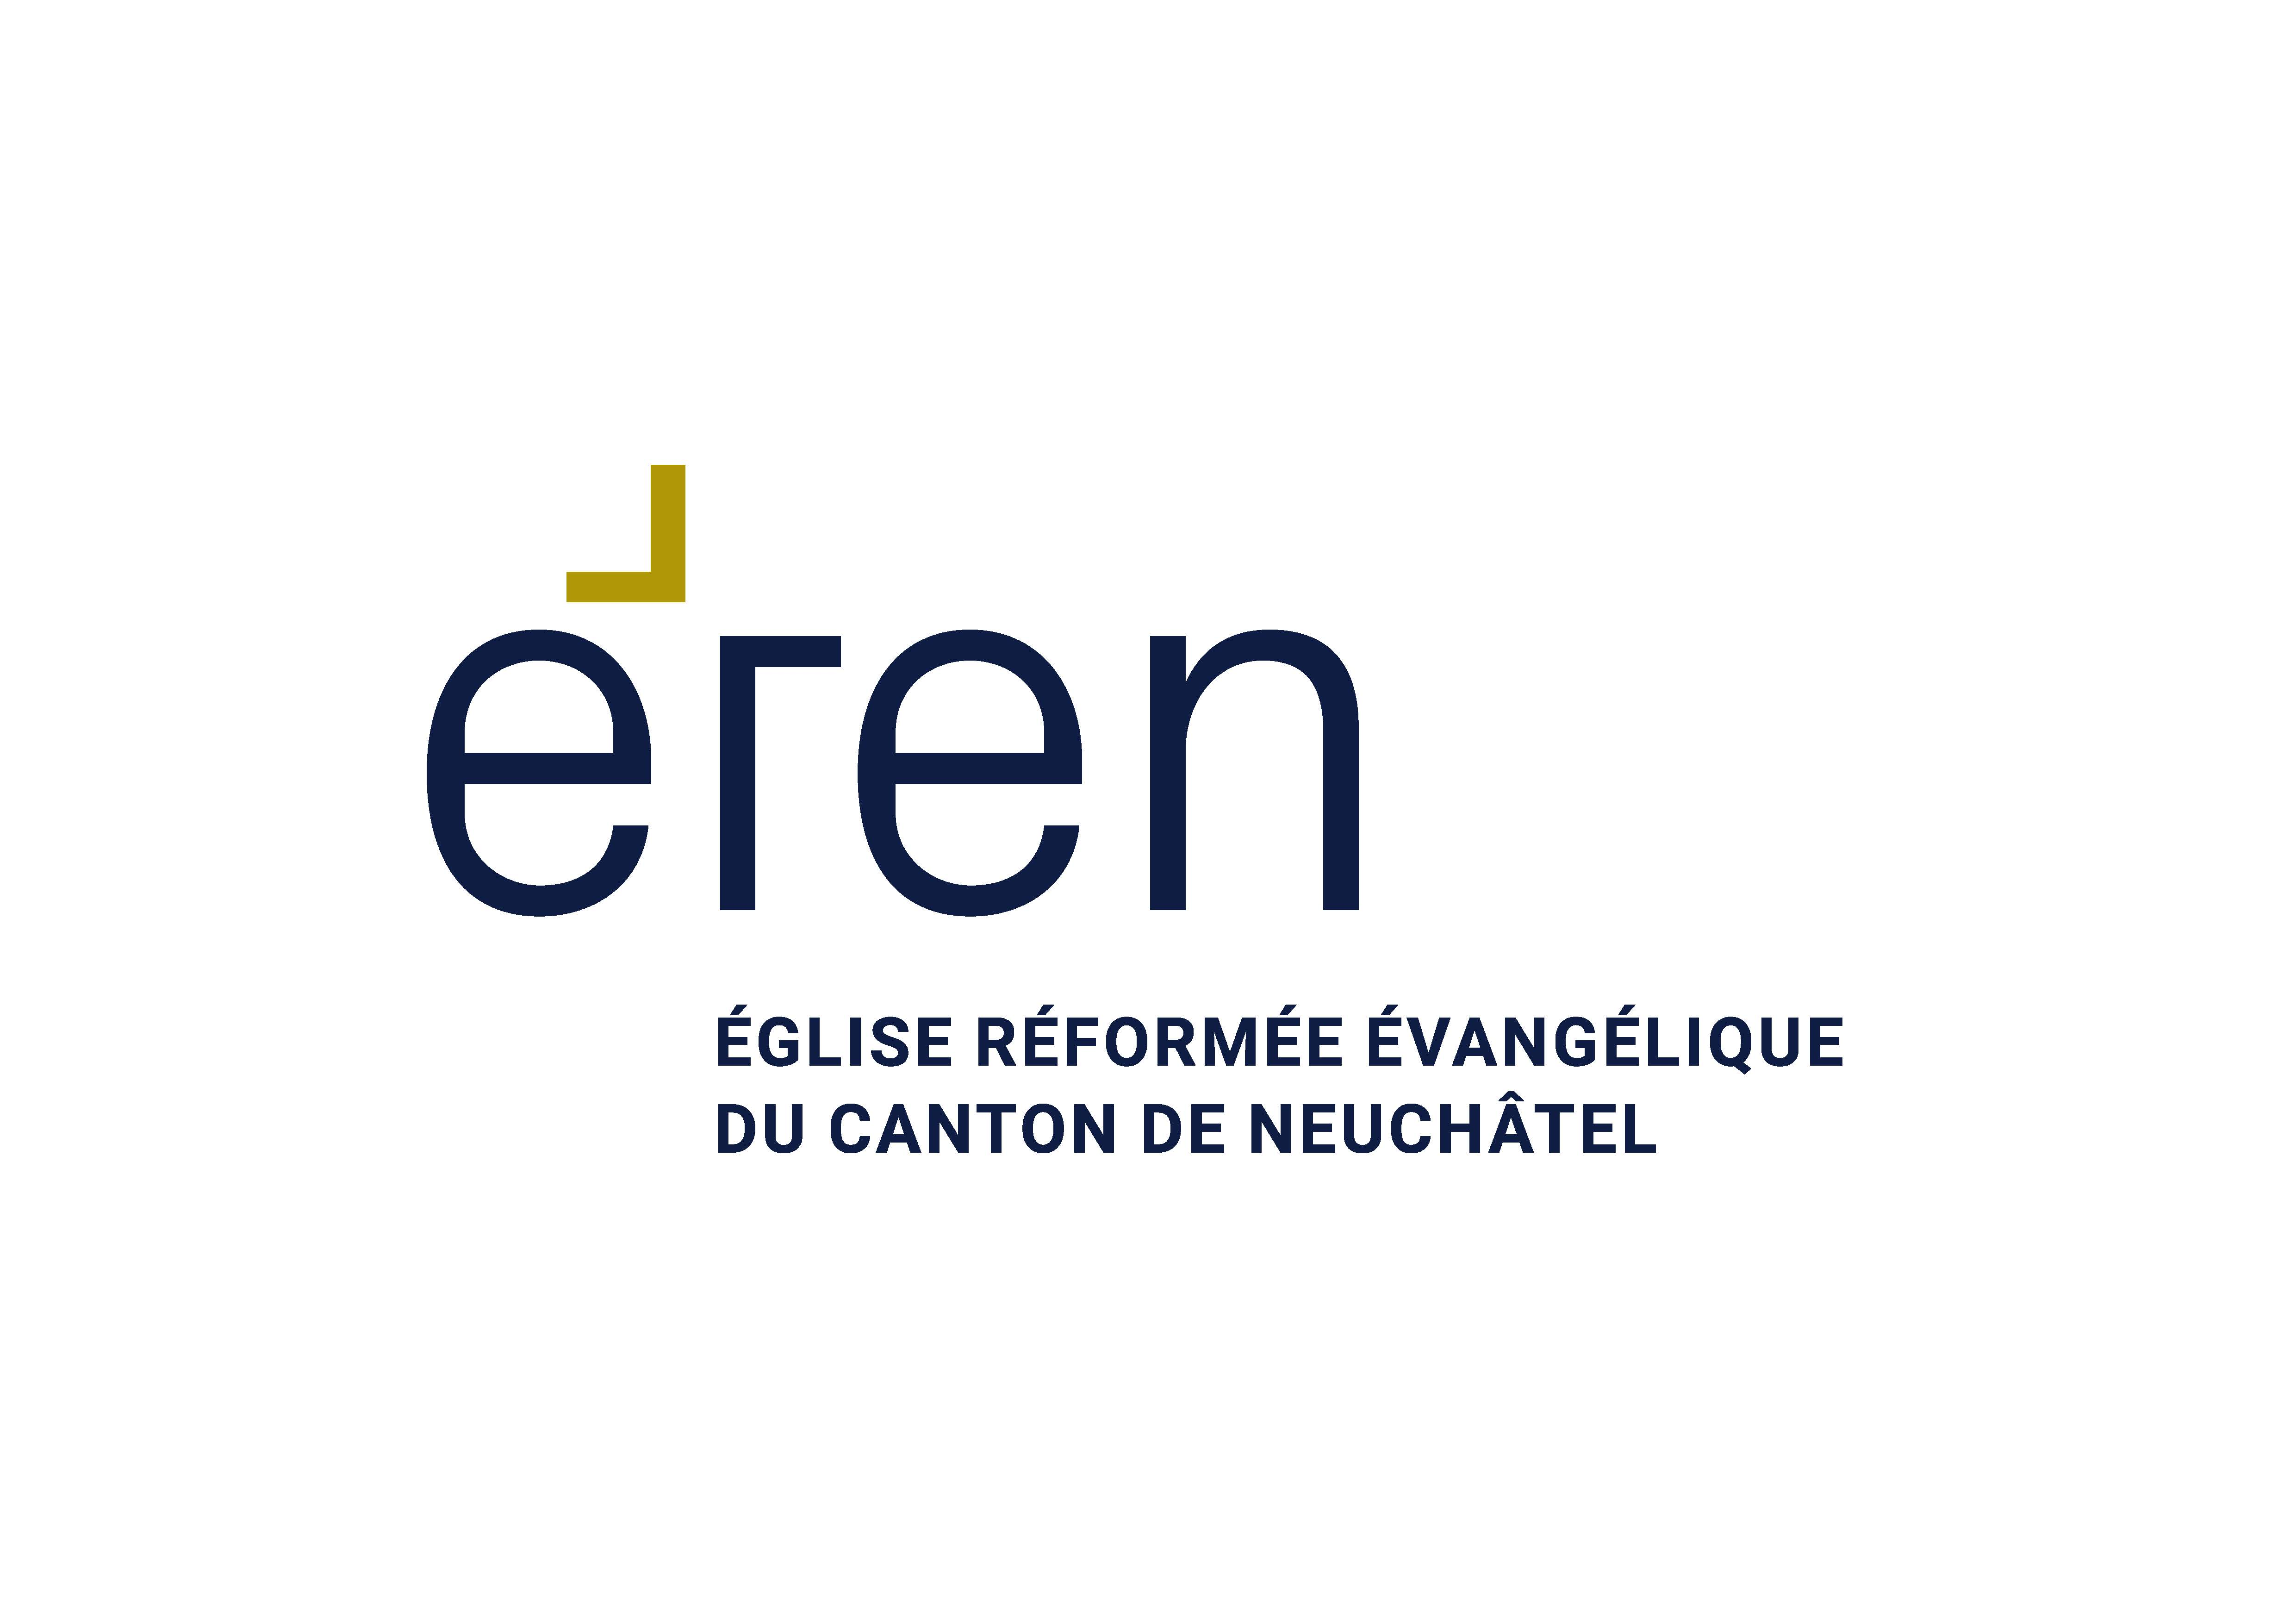 éren
ÉGLISE RÉFORMÉE ÉVANGÉLIQUE
DU CANTON DE NEUCHÂTEL